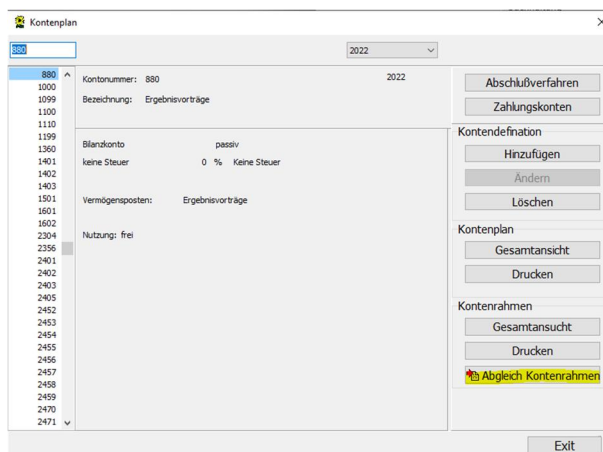 Kontenplan
880
2022
880
1000
1099
1100
1110
1199
1360
1401
1402
1403
1501
1601
1602
2304
2356
2401
2402
2403
2405
2452
2453
2454
2455
2456
2457
2458
2459
2470
2471
Kontonummer: 880 2022
Bezeichnung: Ergebnisvorträge
Bilanzkonto passiv
keine Steuer 0 % Keine Steuer
Vermögensposten: Ergebnisvorträge
Nutzung: frei
Abschlußverfahren
Zahlungskonten
Kontendefination
Hinzufügen
Ändern
Löschen
Kontenplan
Gesamtansicht
Drucken
Kontenrahmen
Gesamtansucht
Drucken
Abgleich Kontenrahmen
Exit